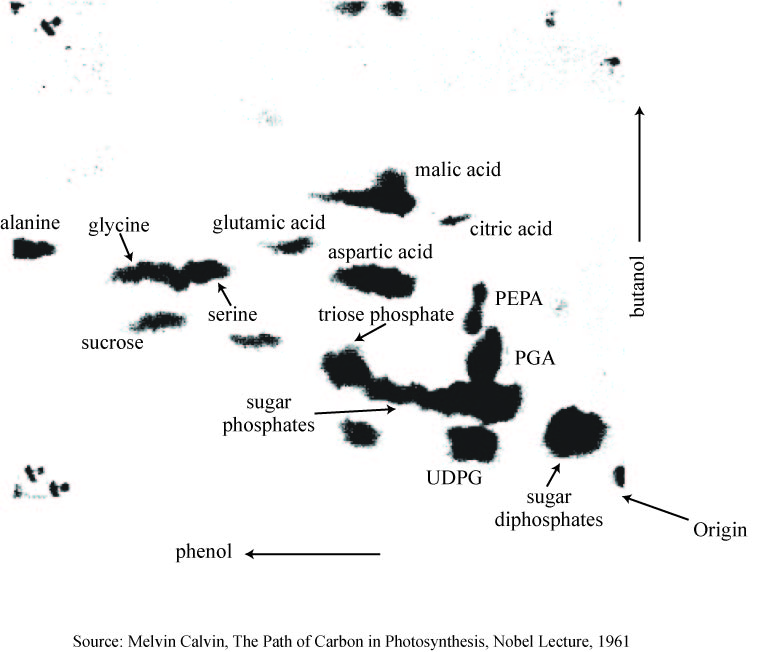 malic acid
alanine
glycine
glutamic acid
citric acid
aspartic acid
butanol
PEPA
serine
triose phosphate
sucrose
PGA
sugar
phosphates
UDPG
sugar
diphosphates
Origin
phenol
Source: Melvin Calvin, The Path of Carbon in Photosynthesis, Nobel Lecture, 1961